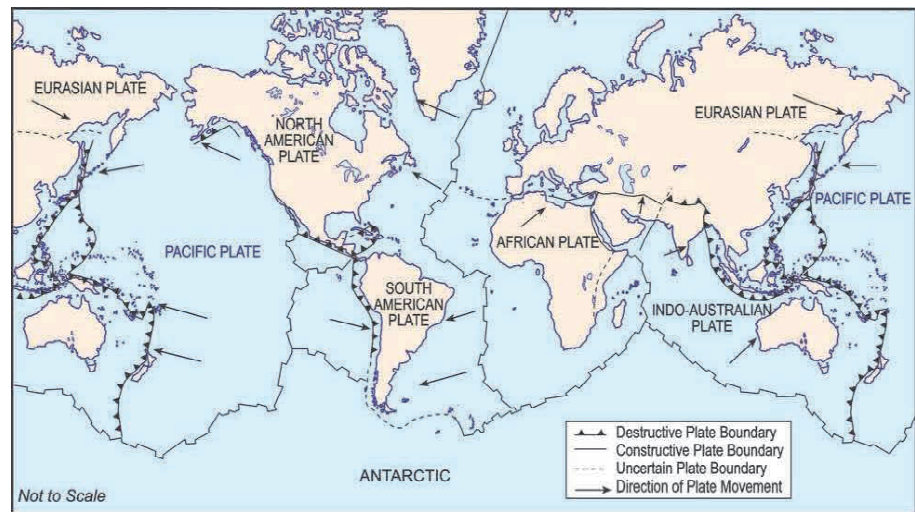 EURASIAN PLATE
NORTH
AMERICAN
PLATE
EURASIAN PLATE
PACIFIC PLATE
PACIFIC PLATE
AFRICAN PLATE
SOUTH
AMERICAN
PLATE
INDO-AUSTRALIAN
PLATE
ANTARCTIC
Not to Scale
Destructive Plate Boundary
Constructive Plate Boundary
Uncertain Plate Boundary
Direction of Plate Movement